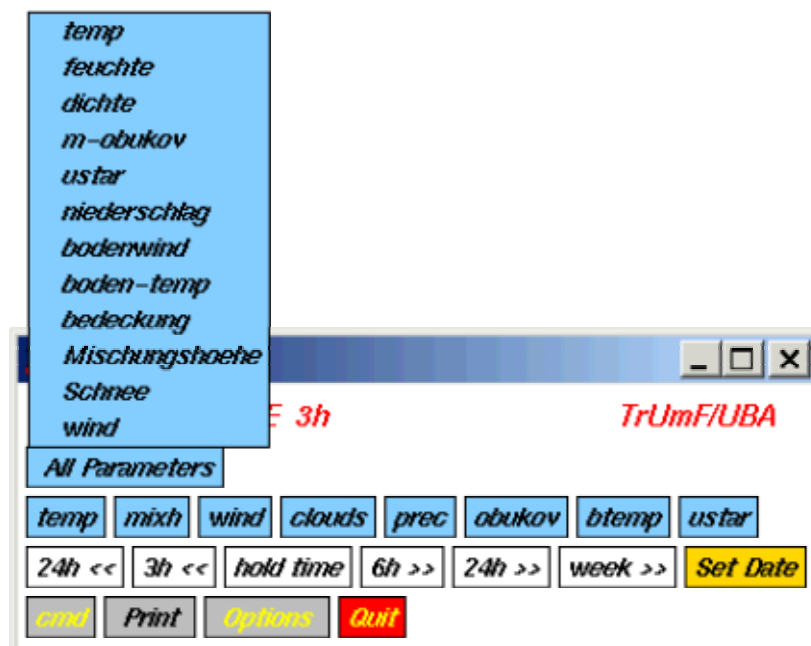 temp
feuchte
dichte
m-obukov
ustar
niederschlag
bodenwind
boden-temp
bedeckung
Mischungshoehe
Schnee
wind
3h TrUmF/UBA
All Parameters
temp mixh wind clouds prec obukov btemp ustar
24h << 3h << hold time 6h >> 24h >> week >> Set Date
cmd Print Options Quit